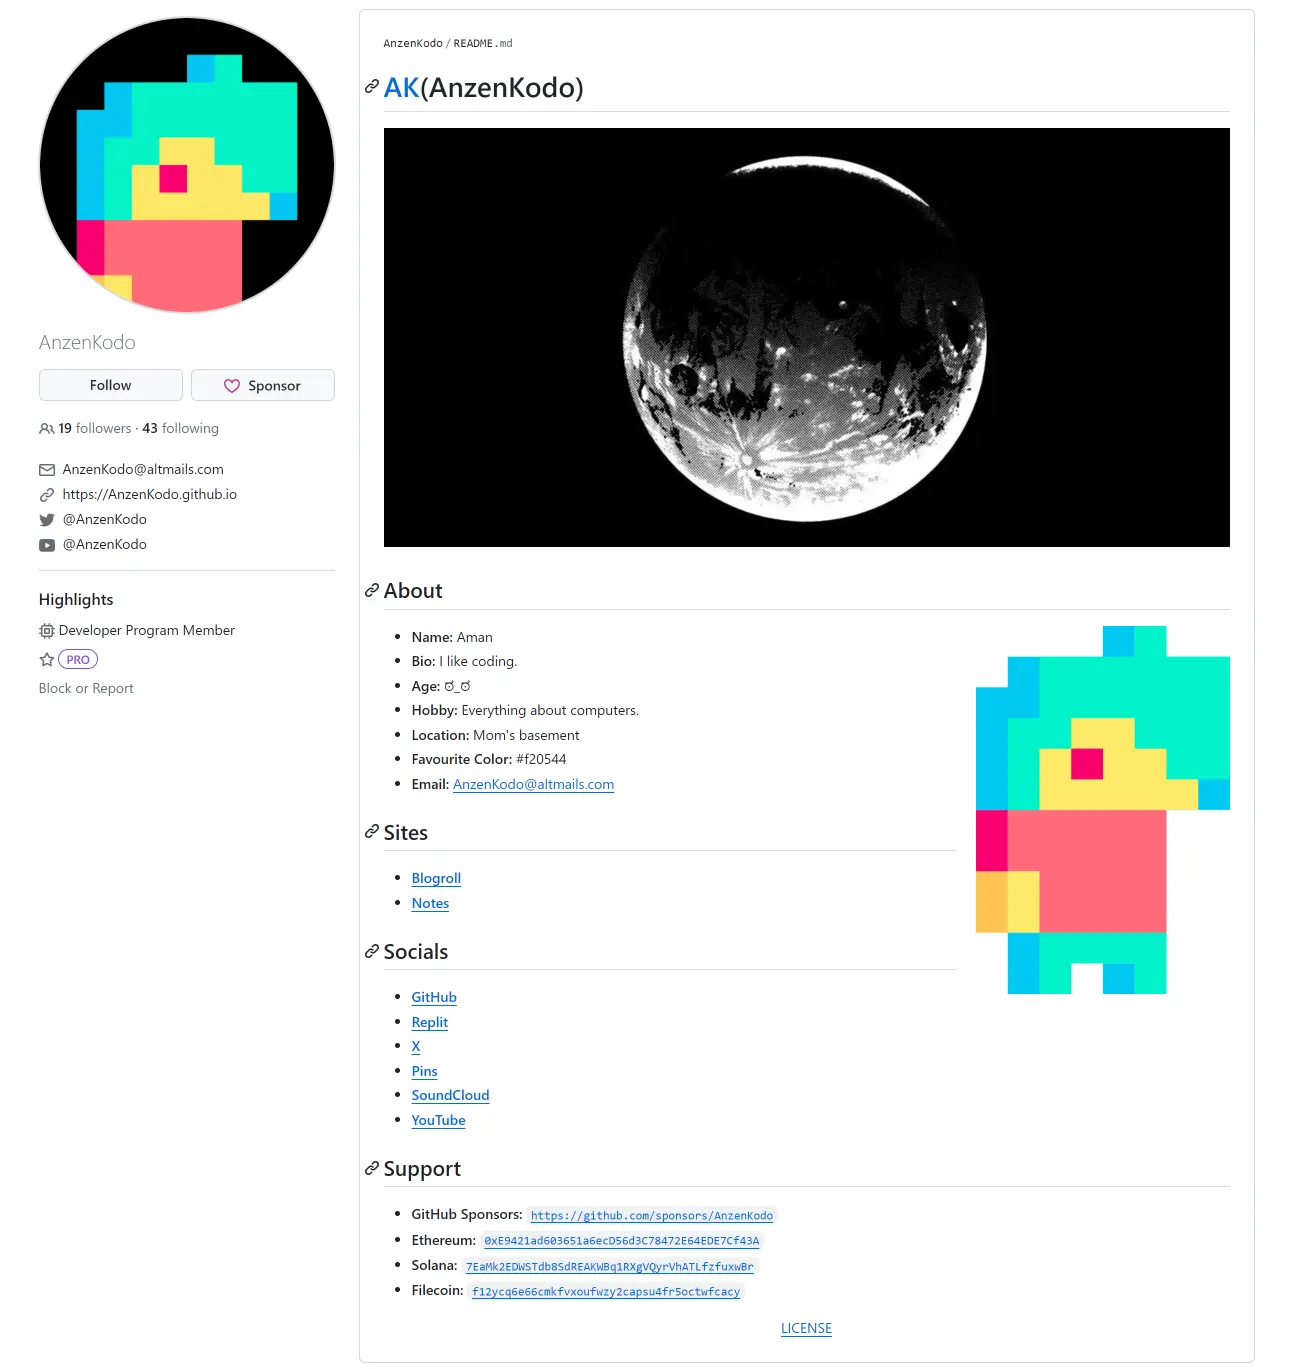 AnzenKodo
Follow
Sponsor
19 followers · 43 following
AnzenKodo@altmails.com
https://AnzenKodo.github.io
@AnzenKodo
@AnzenKodo
Highlights
Developer Program Member
PRO
Block or Report
AnzenKodo / README.md
AK(AnzenKodo)
About
Name: Aman
Bio: I like coding.
Age: ಠ_ಠ
Hobby: Everything about computers.
Location: Mom's basement
Favourite Color: #f20544
Email: AnzenKodo@altmails.com
Sites
Blogroll
Notes
Socials
GitHub
Replit
X
Pins
SoundCloud
YouTube
Support
GitHub Sponsors: https://github.com/sponsors/AnzenKodo
Ethereum: 0xE9421ad603651a6ecD56d3C78472E64EDE7Cf43A
Solana: 7EaMk2EDWSTdb8SdREAKWBq1RXgVQyrVhATLfzfuxwBr
Filecoin: f12ycq6e66cmkfvxoufwzy2capsu4fr5octwfcacy
LICENSE